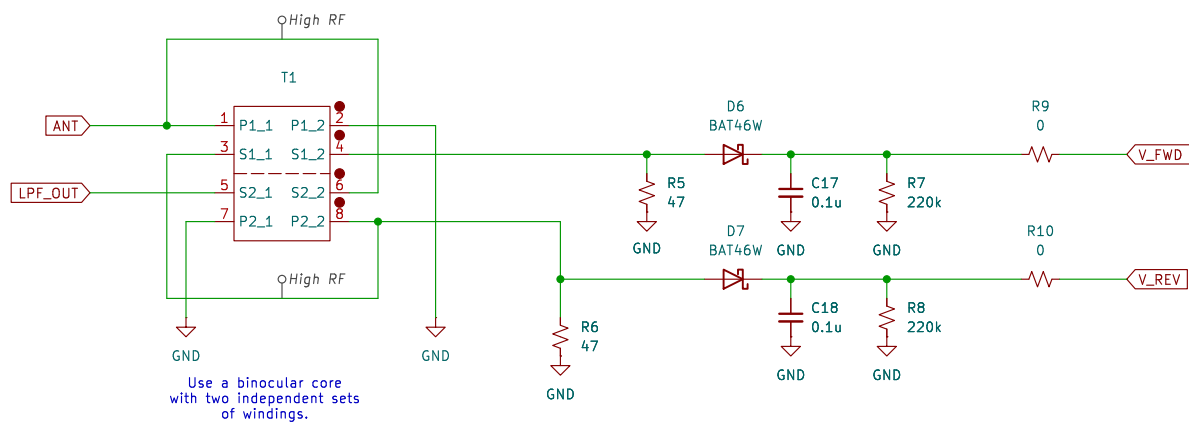 High RF
T1
ANT
1 P1_1 P1_2 2
3 S1_1 S1_2 4
LPF_OUT
5 S2_1 S2_2 6
7 P2_1 P2_2 8
High RF
GND
GND
Use a binocular core
with two independent sets
of windings.
D6
BAT46W
R9
0
V_FWD
R5
47
GND
C17
0.1u
GND
R7
220k
GND
D7
BAT46W
R10
0
V_REV
R6
47
GND
C18
0.1u
GND
R8
220k
GND